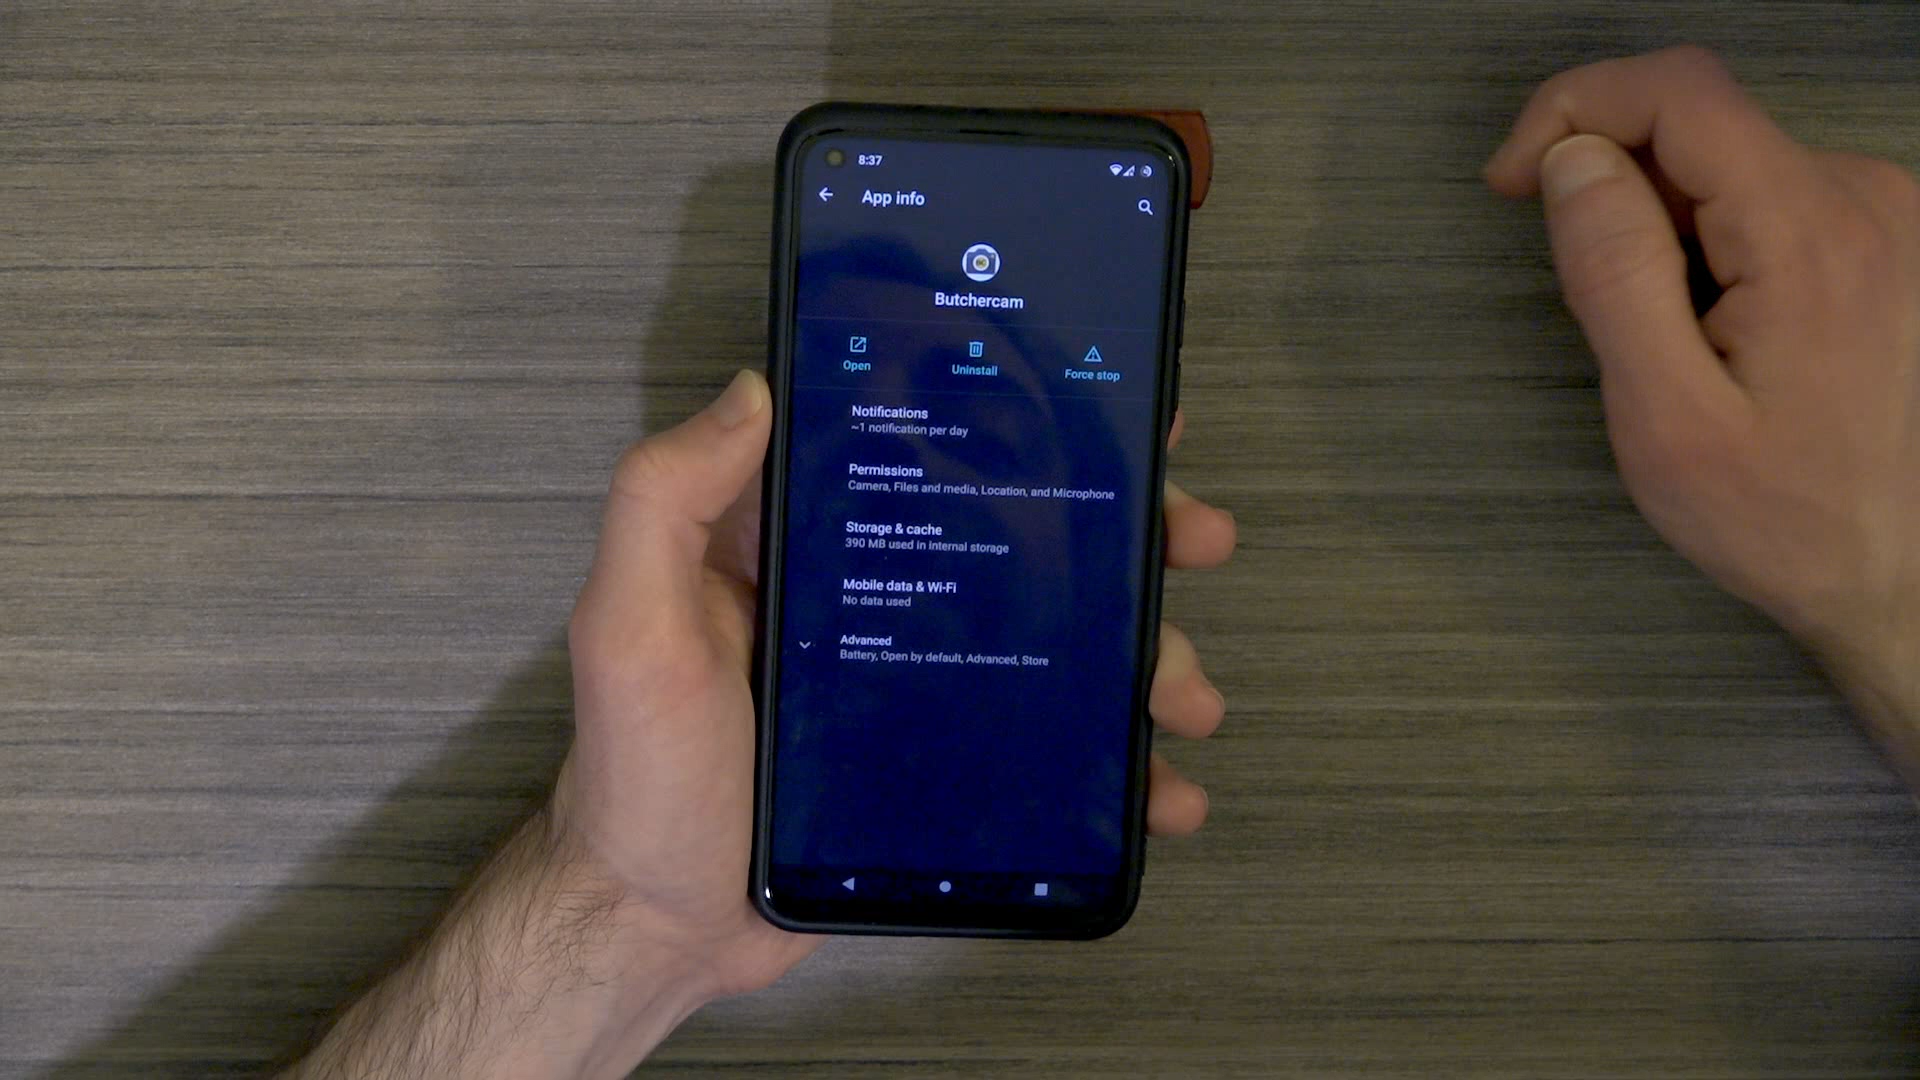 8:37
App info
BC
Butchercam
Open
Uninstall
Force stop
Notifications
~1 notification per day
Permissions
Camera, Files and media, Location, and Microphone
Storage & cache
390 MB used in internal storage
Mobile data & Wi-Fi
No data used
Advanced
Battery, Open by default, Advanced, Store